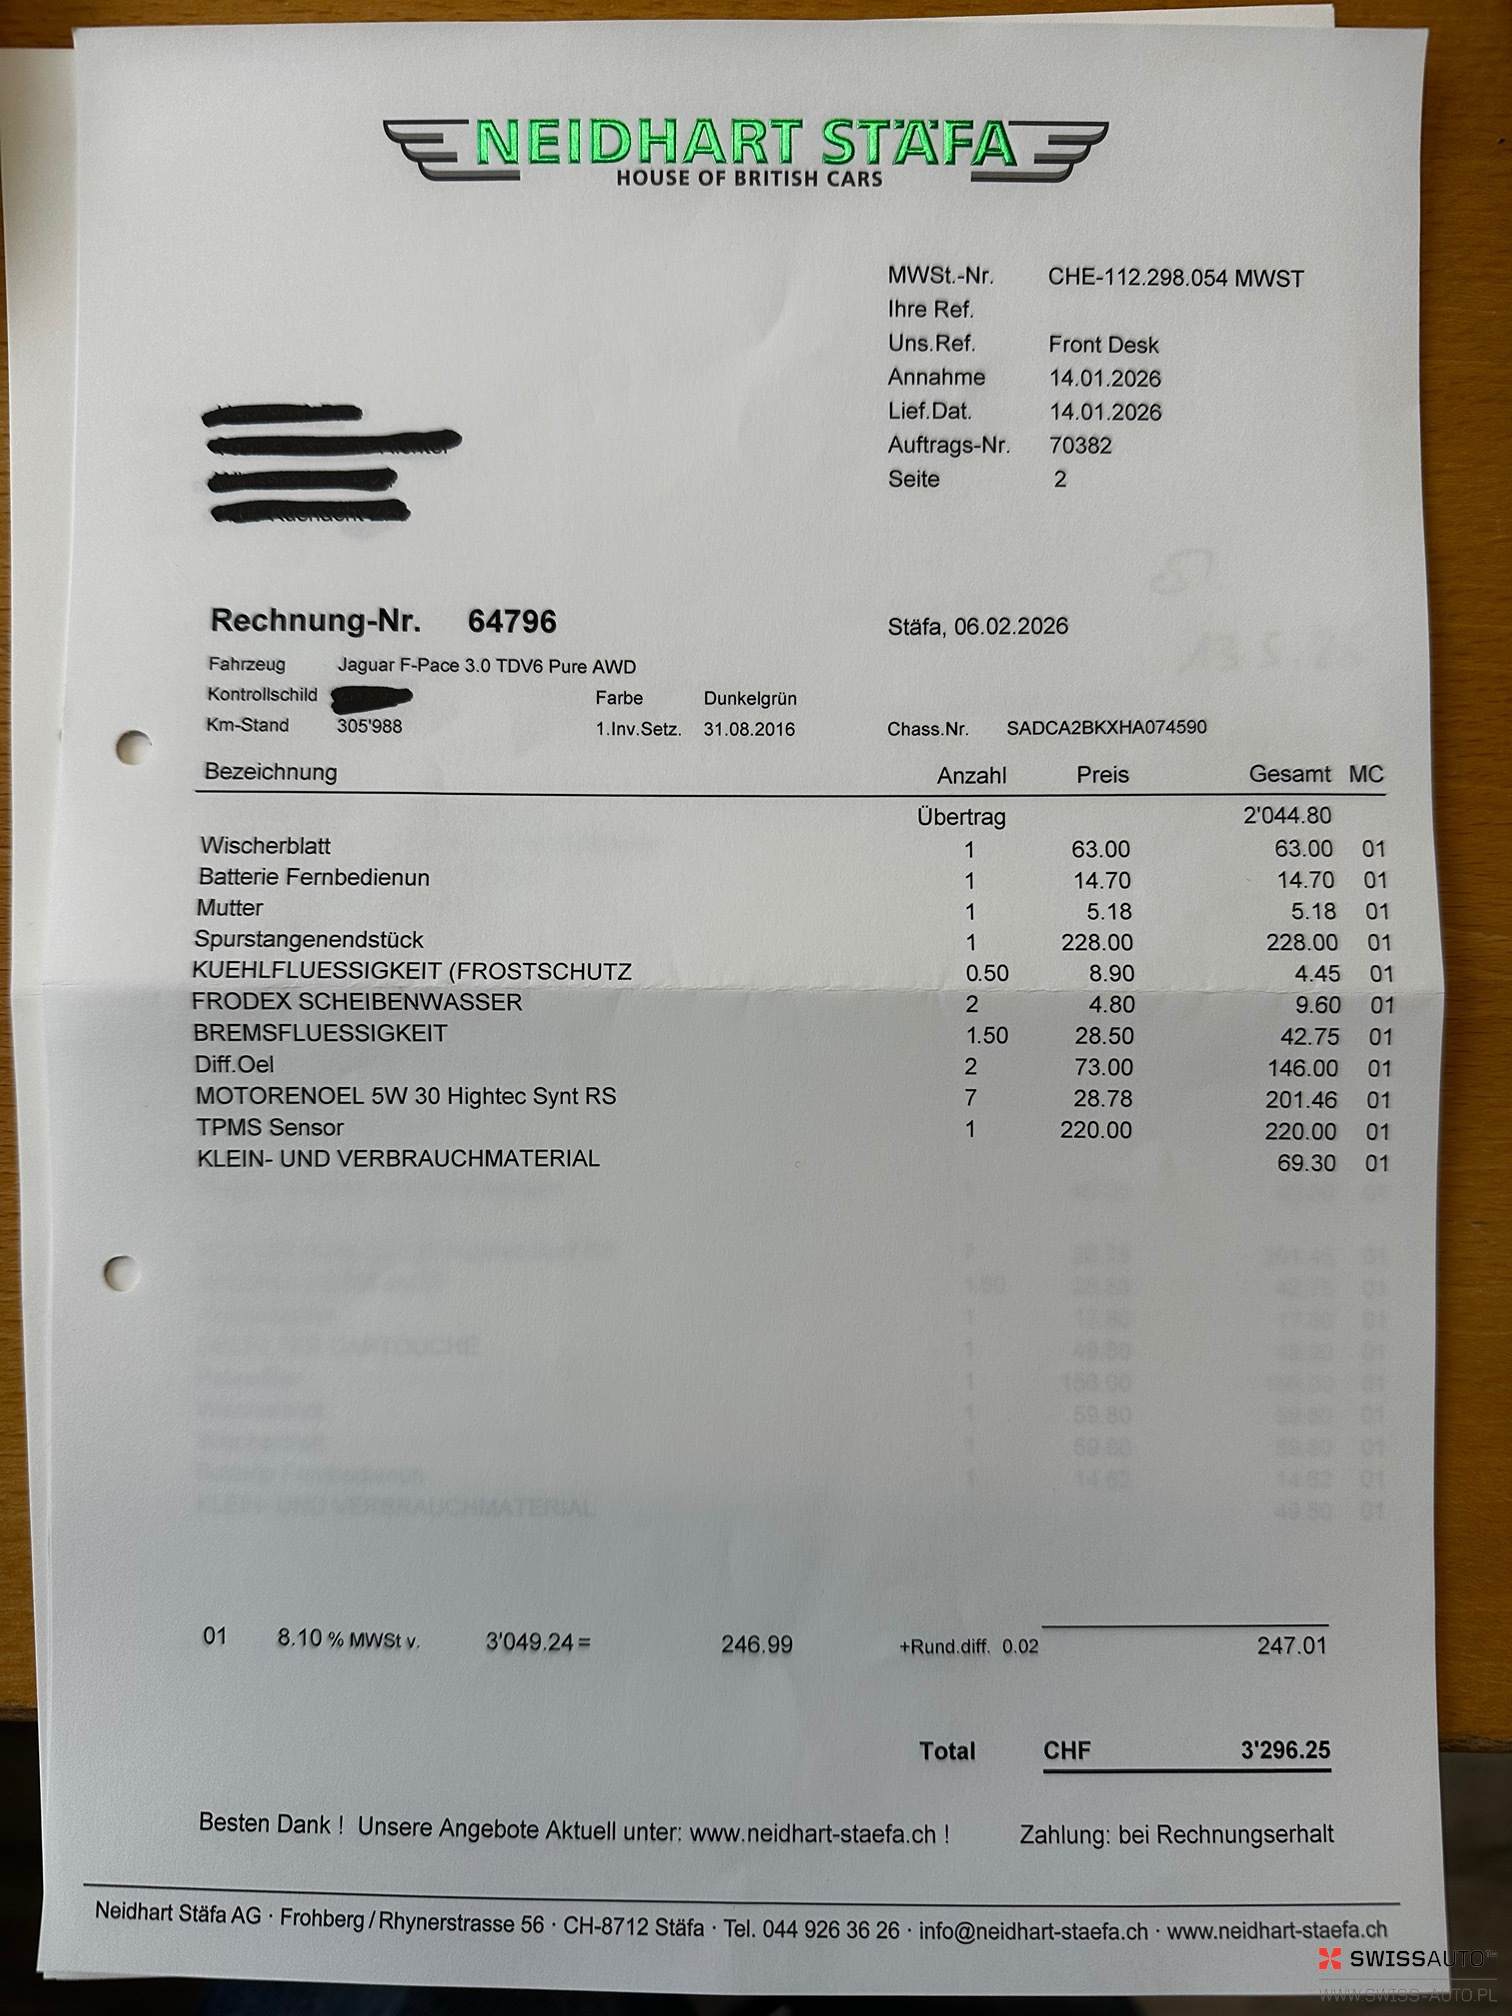 NEIDHART STÄFA
HOUSE OF BRITISH CARS
MWSt.-Nr. CHE-112.298.054 MWST
Ihre Ref.
Uns.Ref. Front Desk
Annahme 14.01.2026
Lief.Dat. 14.01.2026
Auftrags-Nr. 70382
Seite 2
Rechnung-Nr. 64796 Stäfa, 06.02.2026
Fahrzeug Jaguar F-Pace 3.0 TDV6 Pure AWD
Kontrollschild Farbe Dunkelgrün
Km-Stand 305'988 1.Inv.Setz. 31.08.2016 Chass.Nr. SADCA2BKXHA074590
Bezeichnung Anzahl Preis Gesamt MC
Übertrag 2'044.80
Wischerblatt 1 63.00 63.00 01
Batterie Fernbedienun 1 14.70 14.70 01
Mutter 1 5.18 5.18 01
Spurstangenendstück 1 228.00 228.00 01
KUEHLFLUESSIGKEIT (FROSTSCHUTZ 0.50 8.90 4.45 01
FRODEX SCHEIBENWASSER 2 4.80 9.60 01
BREMSFLUESSIGKEIT 1.50 28.50 42.75 01
Diff.Oel 2 73.00 146.00 01
MOTORENOEL 5W 30 Hightec Synt RS 7 28.78 201.46 01
TPMS Sensor 1 220.00 220.00 01
KLEIN- UND VERBRAUCHMATERIAL 69.30 01
01 8.10 % MWSt v. 3'049.24 = 246.99 +Rund.diff. 0.02 247.01
Total CHF 3'296.25
Besten Dank ! Unsere Angebote Aktuell unter: www.neidhart-staefa.ch ! Zahlung: bei Rechnungserhalt
Neidhart Stäfa AG · Frohberg / Rhynerstrasse 56 · CH-8712 Stäfa · Tel. 044 926 36 26 · info@neidhart-staefa.ch · www.neidhart-staefa.ch
SWISSAUTO
WWW.SWISS-AUTO.PL